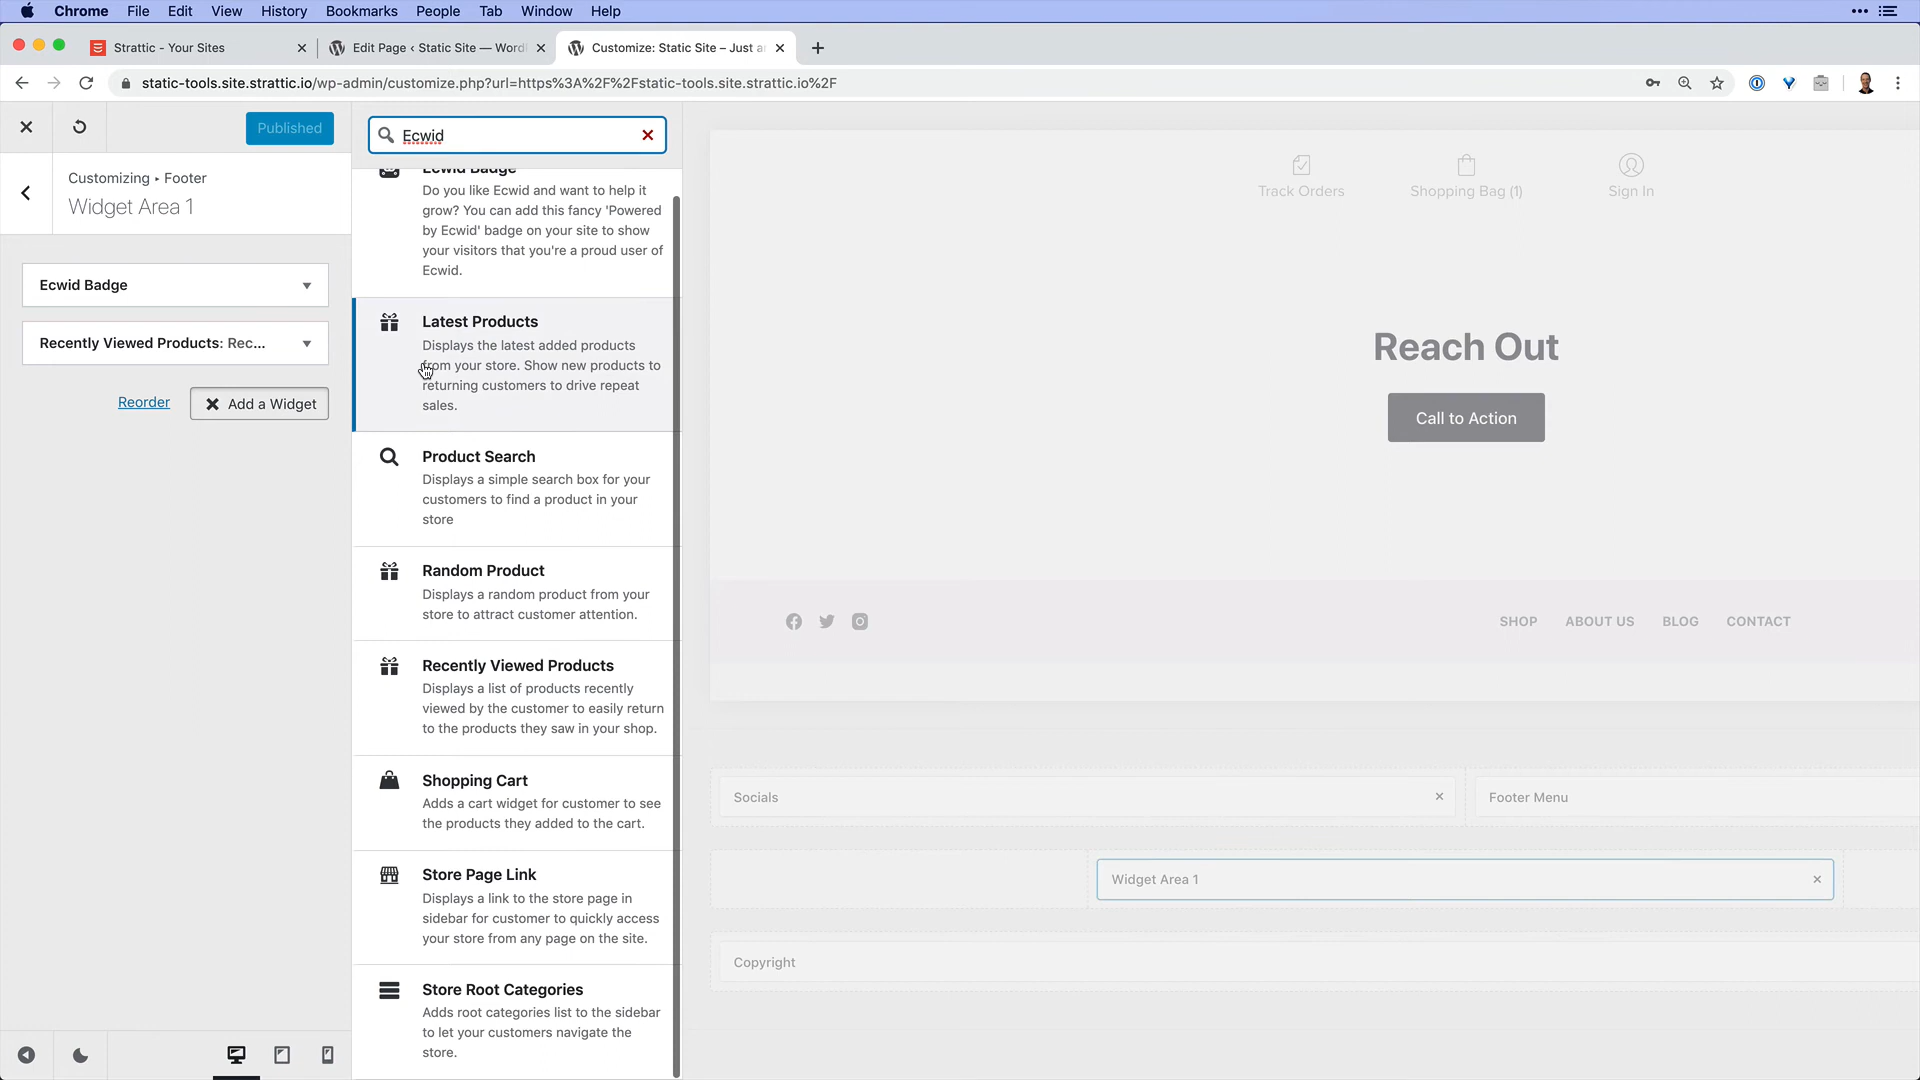 Chrome File Edit View History Bookmarks People Tab Window Help
Strattic - Your Sites
Edit Page ‹ Static Site — Word
Customize: Static Site – Just a
static-tools.site.strattic.io/wp-admin/customize.php?url=https%3A%2F%2Fstatic-tools.site.strattic.io%2F
Published
Customizing ▸ Footer
Widget Area 1
Ecwid Badge
Recently Viewed Products: Rec...
Reorder
Add a Widget
Ecwid
Ecwid Badge
Do you like Ecwid and want to help it
grow? You can add this fancy 'Powered
by Ecwid' badge on your site to show
your visitors that you're a proud user of
Ecwid.
Latest Products
Displays the latest added products
from your store. Show new products to
returning customers to drive repeat
sales.
Product Search
Displays a simple search box for your
customers to find a product in your
store
Random Product
Displays a random product from your
store to attract customer attention.
Recently Viewed Products
Displays a list of products recently
viewed by the customer to easily return
to the products they saw in your shop.
Shopping Cart
Adds a cart widget for customer to see
the products they added to the cart.
Store Page Link
Displays a link to the store page in
sidebar for customer to quickly access
your store from any page on the site.
Store Root Categories
Adds root categories list to the sidebar
to let your customers navigate the
store.
Track Orders
Shopping Bag (1)
Sign In
Reach Out
Call to Action
SHOP ABOUT US BLOG CONTACT
Socials
Footer Menu
Widget Area 1
Copyright